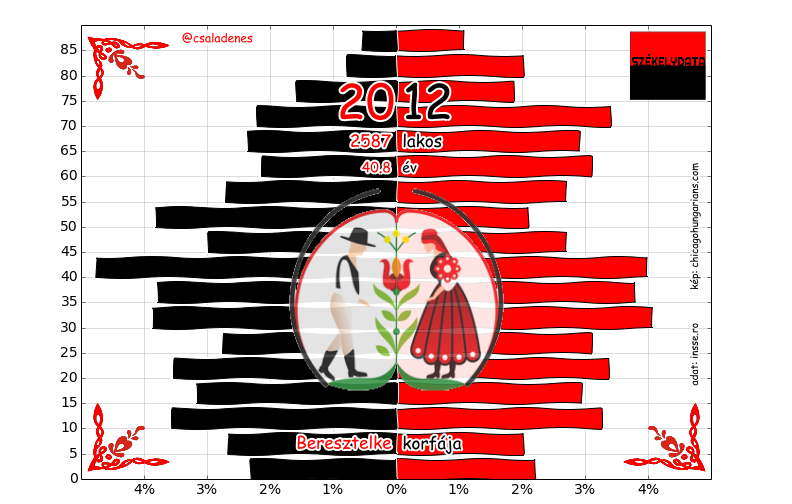 @csaladenes
SZÉKELYDATA
2012
2587 lakos
40.8 év
Beresztelke korfája
kép: chicagohungarians.com
adat: insse.ro
85
80
75
70
65
60
55
50
45
40
35
30
25
20
15
10
5
0
4% 3% 2% 1% 0% 1% 2% 3% 4%